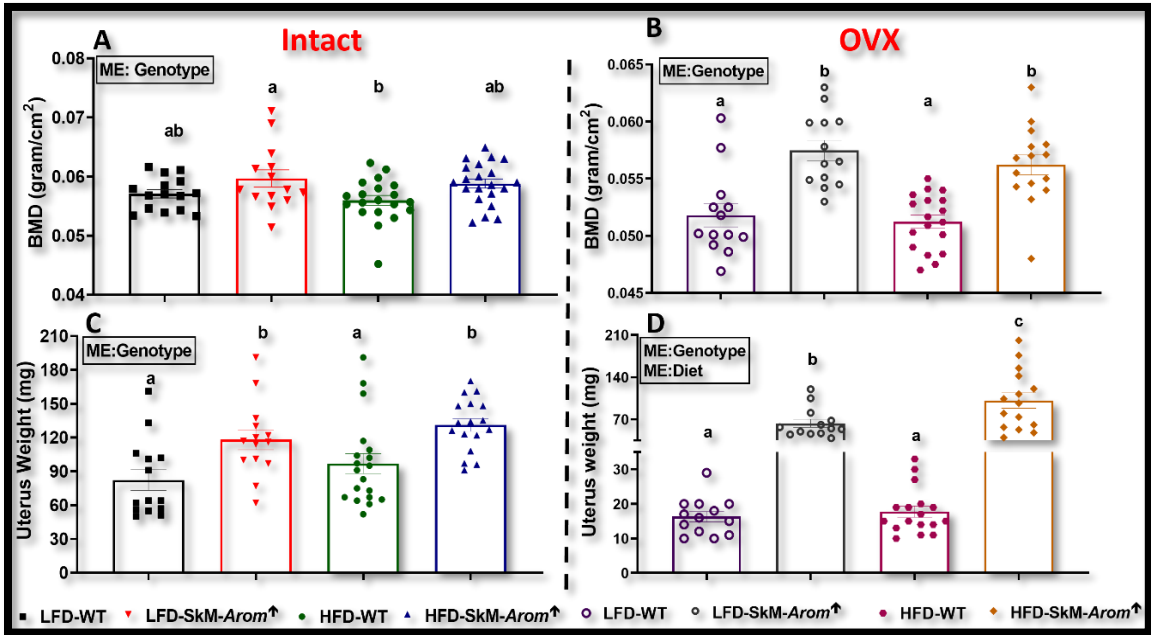 Intact
OVX
A
ME: Genotype
BMD (gram/cm²)
0.08
0.07
0.06
0.05
0.04
ab
a
b
ab
B
ME:Genotype
BMD (gram/cm²)
0.065
0.060
0.055
0.050
0.045
a
b
a
b
C
ME:Genotype
Uterus Weight (mg)
210
180
150
120
90
60
30
0
a
b
a
b
D
ME:Genotype
ME:Diet
Uterus weight (mg)
210
140
70
30
20
10
0
a
b
a
c
LFD-WT
LFD-SkM-Arom↑
HFD-WT
HFD-SkM-Arom↑
LFD-WT
LFD-SkM-Arom↑
HFD-WT
HFD-SkM-Arom↑